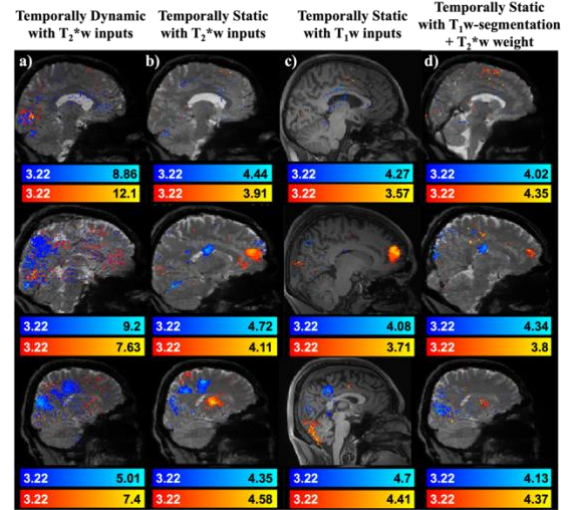 Temporally Dynamic
with T2*w inputs
Temporally Static
with T2*w inputs
Temporally Static
with T1w inputs
Temporally Static
with T1w-segmentation
+ T2*w weight
a) b) c) d)
3.22 8.86 3.22 4.44 3.22 4.27 3.22 4.02
3.22 12.1 3.22 3.91 3.22 3.57 3.22 4.35
3.22 9.2 3.22 4.72 3.22 4.08 3.22 4.34
3.22 7.63 3.22 4.11 3.22 3.71 3.22 3.8
3.22 5.01 3.22 4.35 3.22 4.7 3.22 4.13
3.22 7.4 3.22 4.58 3.22 4.41 3.22 4.37